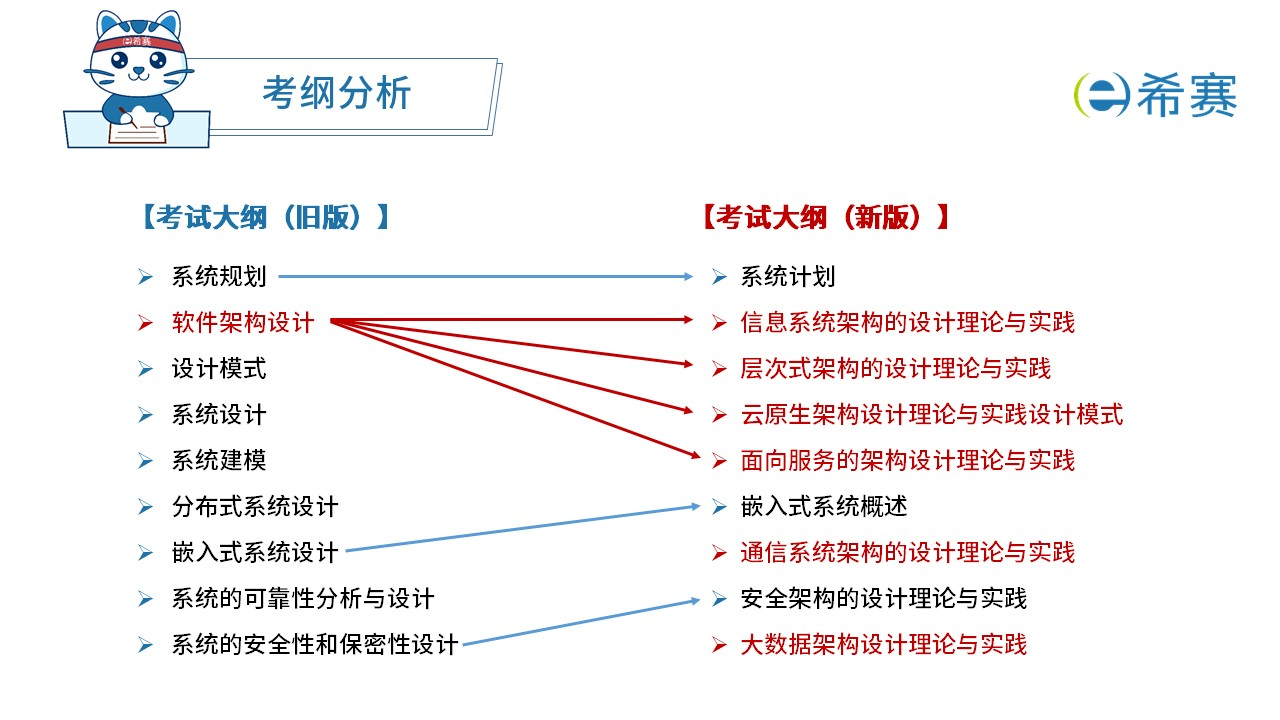 希赛
考纲分析
希赛
【考试大纲（旧版）】
系统规划
软件架构设计
设计模式
系统设计
系统建模
分布式系统设计
嵌入式系统设计
系统的可靠性分析与设计
系统的安全性和保密性设计
【考试大纲（新版）】
系统计划
信息系统架构的设计理论与实践
层次式架构的设计理论与实践
云原生架构设计理论与实践设计模式
面向服务的架构设计理论与实践
嵌入式系统概述
通信系统架构的设计理论与实践
安全架构的设计理论与实践
大数据架构设计理论与实践